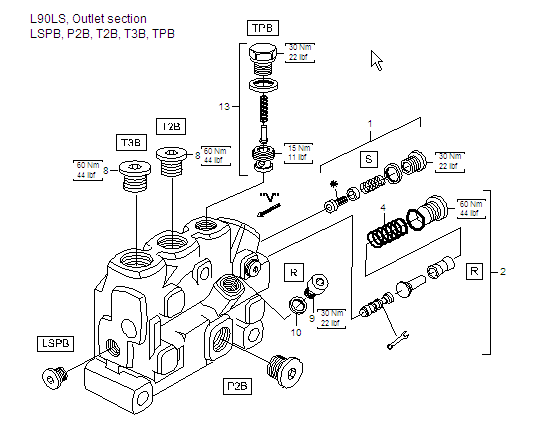 L90LS, Outlet section
LSPB, P2B, T2B, T3B, TPB
TPB
30 Nm
22 lbf
13
15 Nm
11 lbf
T2B
T3B
8
60 Nm
44 lbf
60 Nm
44 lbf
8
1
S
30 Nm
22 lbf
*
"V"
4
60 Nm
44 lbf
R
2
R
10
9
30 Nm
22 lbf
LSPB
P2B